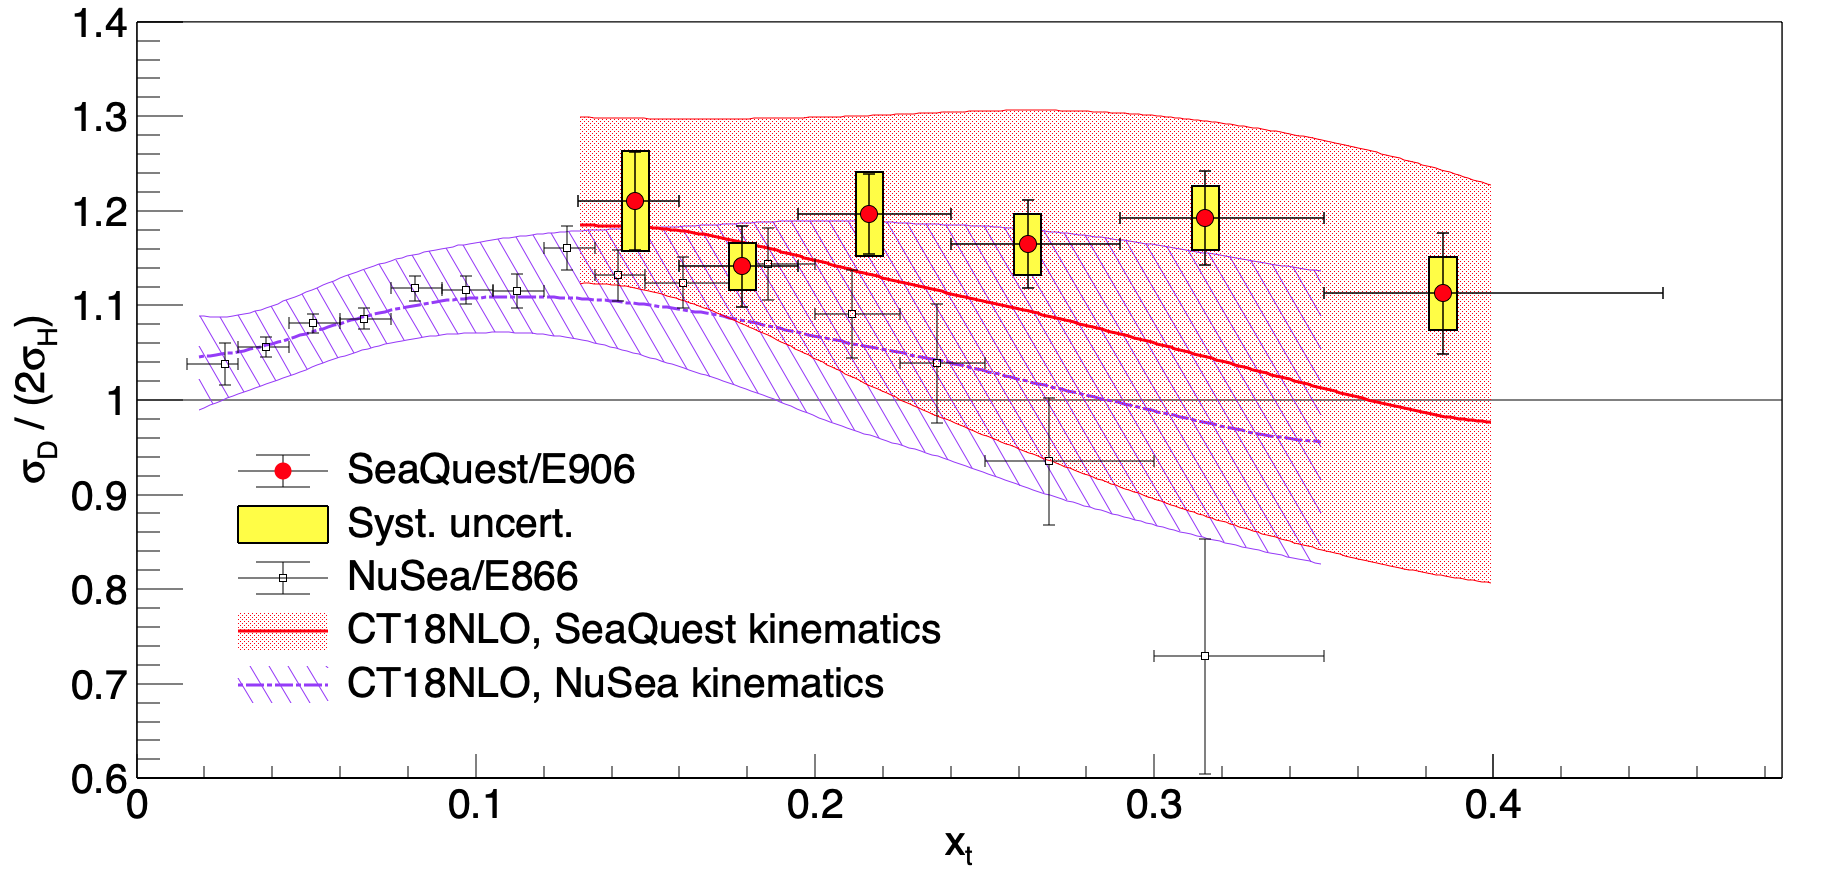 1.4
1.3
1.2
1.1
1
0.9
0.8
0.7
0.6
σD / (2σH)
SeaQuest/E906
Syst. uncert.
NuSea/E866
CT18NLO, SeaQuest kinematics
CT18NLO, NuSea kinematics
0 0.1 0.2 0.3 0.4
xt